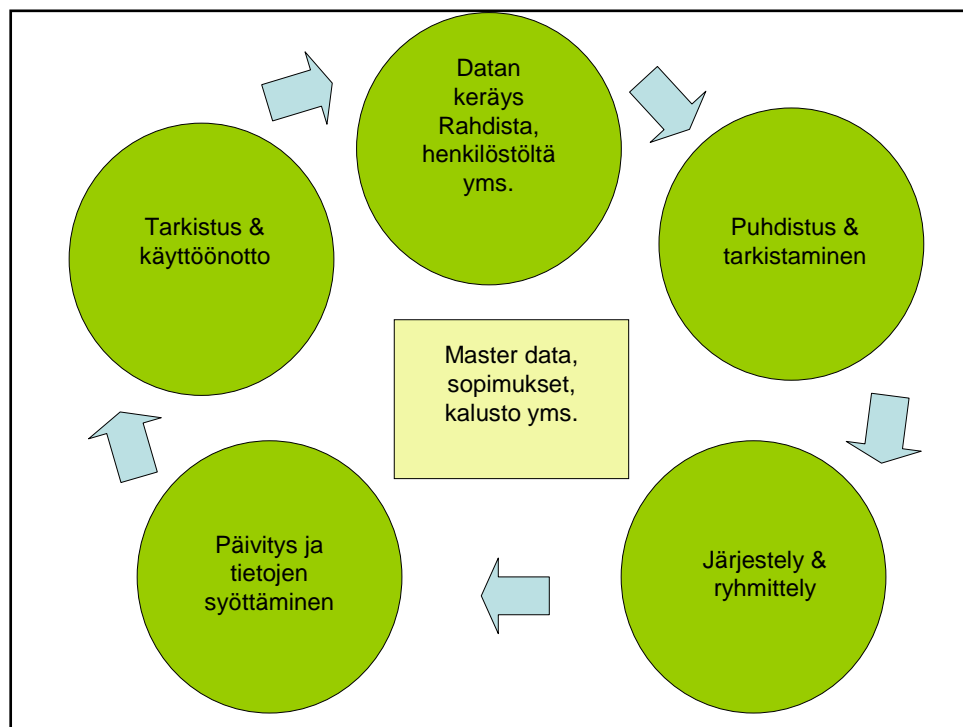 Datan
keräys
Rahdista,
henkilöstöltä
yms.
Puhdistus &
tarkistaminen
Järjestely &
ryhmittely
Päivitys ja
tietojen
syöttäminen
Tarkistus &
käyttöönotto
Master data,
sopimukset,
kalusto yms.